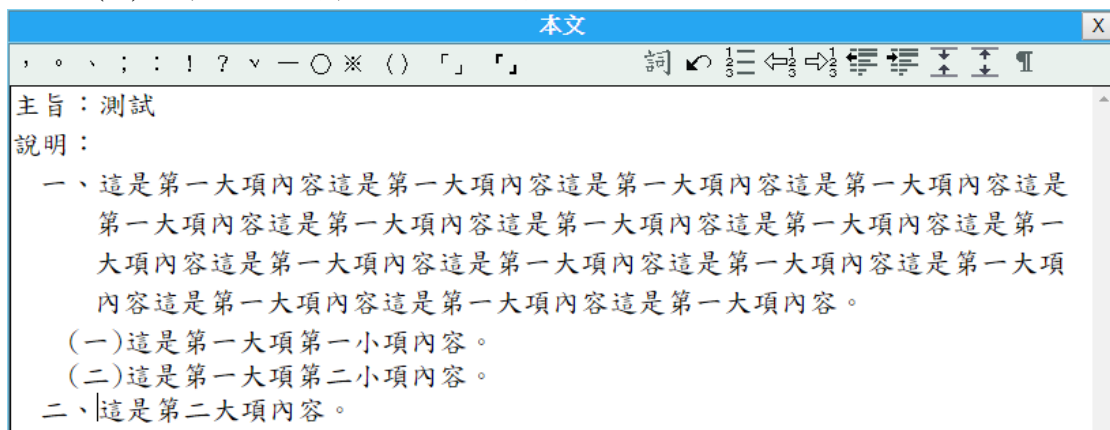 本文 X
，。、；：！？ˇ—○※（）「」『』 詞 ¶
主旨：測試
說明：
一、這是第一大項內容這是第一大項內容這是第一大項內容這是第一大項內容這是
第一大項內容這是第一大項內容這是第一大項內容這是第一大項內容這是第一
大項內容這是第一大項內容這是第一大項內容這是第一大項內容這是第一大項
內容這是第一大項內容這是第一大項內容這是第一大項內容。
(一)這是第一大項第一小項內容。
(二)這是第一大項第二小項內容。
二、這是第二大項內容。